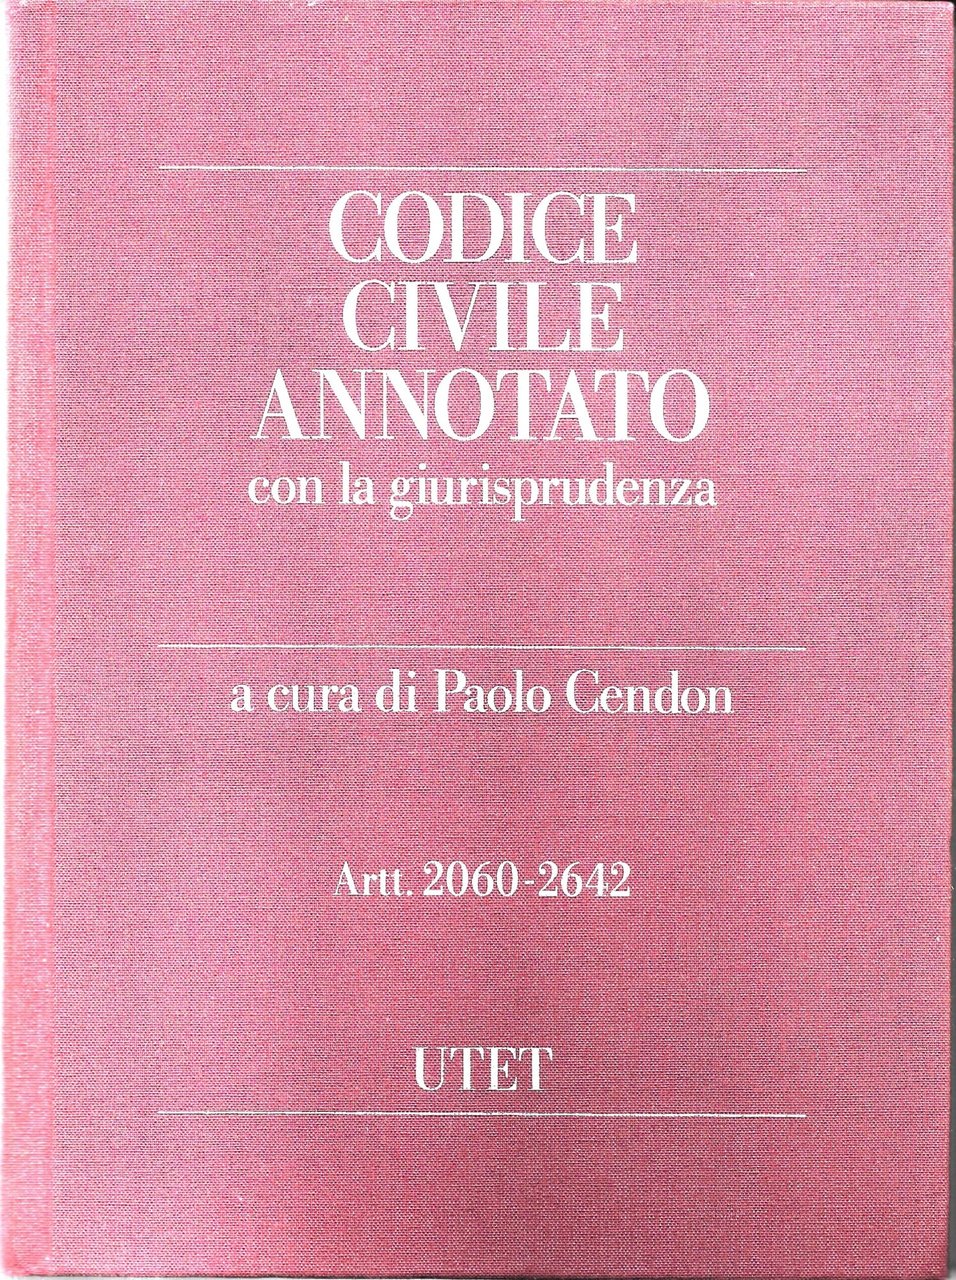 CODICE
CIVILE
ANNOTATO
con la giurisprudenza
a cura di Paolo Cendon
Artt. 2060-2642
UTET